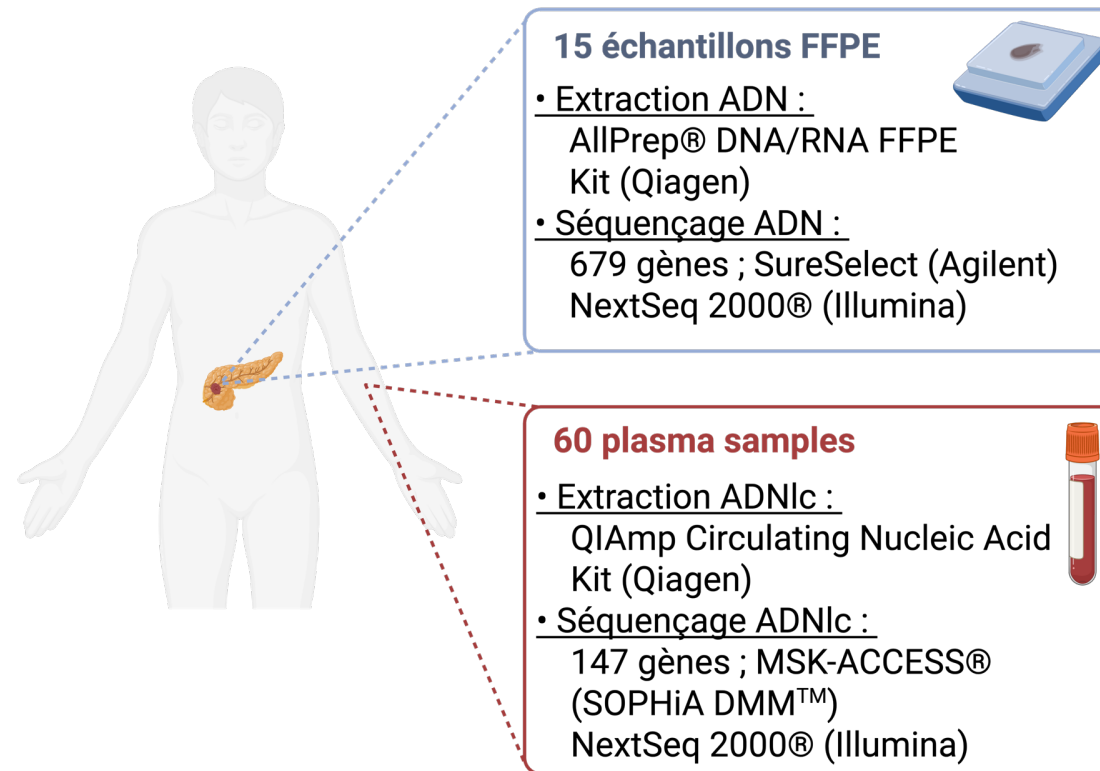 15 échantillons FFPE
• Extraction ADN :
AllPrep® DNA/RNA FFPE
Kit (Qiagen)
• Séquençage ADN :
679 gènes ; SureSelect (Agilent)
NextSeq 2000® (Illumina)
60 plasma samples
• Extraction ADNlc :
QIAmp Circulating Nucleic Acid
Kit (Qiagen)
• Séquençage ADNlc :
147 gènes ; MSK-ACCESS®
(SOPHiA DMM™)
NextSeq 2000® (Illumina)